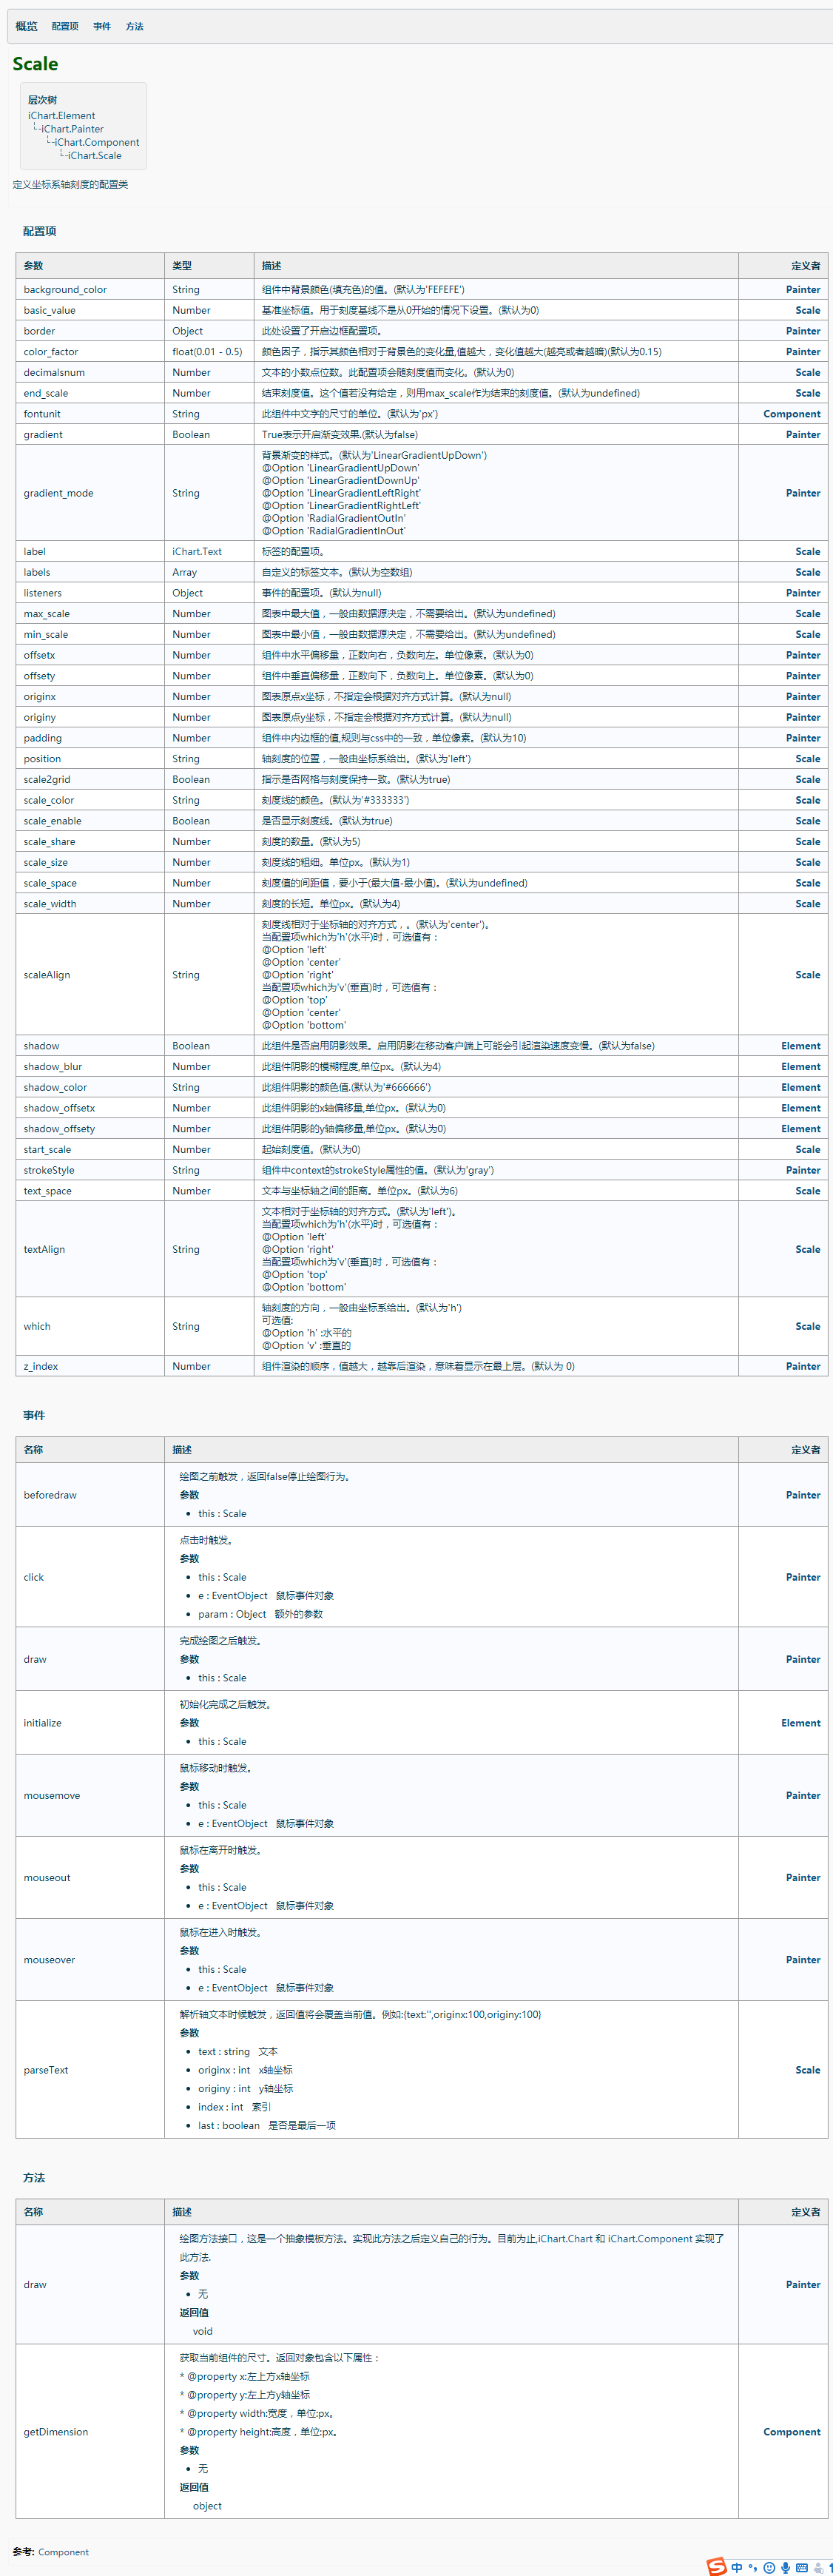 概览 配置项 事件 方法
Scale
层次树
iChart.Element
iChart.Painter
iChart.Component
iChart.Scale
定义坐标系轴刻度的配置类
配置项
参数 类型 描述 定义者
background_color String 组件中背景颜色(填充色)的值。(默认为'FEFEFE') Painter
basic_value Number 基准坐标值。用于刻度基线不是从0开始的情况下设置。(默认为0) Scale
border Object 此处设置了开启边框配置项。 Painter
color_factor float(0.01 - 0.5) 颜色因子，指示其颜色相对于背景色的变化量,值越大，变化值越大(越亮或者越暗)(默认为0.15) Painter
decimalsnum Number 文本的小数点位数。此配置项会随刻度值而变化。(默认为0) Scale
end_scale Number 结束刻度值。这个值若没有给定，则用max_scale作为结束的刻度值。(默认为undefined) Scale
fontunit String 此组件中文字的尺寸的单位。(默认为'px') Component
gradient Boolean True表示开启渐变效果.(默认为false) Painter
背景渐变的样式。(默认为'LinearGradientUpDown')
@Option 'LinearGradientUpDown'
@Option 'LinearGradientDownUp'
gradient_mode String @Option 'LinearGradientLeftRight' Painter
@Option 'LinearGradientRightLeft'
@Option 'RadialGradientOutIn'
@Option 'RadialGradientInOut'
label iChart.Text 标签的配置项。 Scale
labels Array 自定义的标签文本。(默认为空数组) Scale
listeners Object 事件的配置项。(默认为null) Painter
max_scale Number 图表中最大值，一般由数据源决定，不需要给出。(默认为undefined) Scale
min_scale Number 图表中最小值，一般由数据源决定，不需要给出。(默认为undefined) Scale
offsetx Number 组件中水平偏移量，正数向右，负数向左。单位像素。(默认为0) Painter
offsety Number 组件中垂直偏移量，正数向下，负数向上。单位像素。(默认为0) Painter
originx Number 图表原点x坐标，不指定会根据对齐方式计算。(默认为null) Painter
originy Number 图表原点y坐标，不指定会根据对齐方式计算。(默认为null) Painter
padding Number 组件中内边框的值,规则与css中的一致，单位像素。(默认为10) Painter
position String 轴刻度的位置，一般由坐标系给出。(默认为'left') Scale
scale2grid Boolean 指示是否网格与刻度保持一致。(默认为true) Scale
scale_color String 刻度线的颜色。(默认为'#333333') Scale
scale_enable Boolean 是否显示刻度线。(默认为true) Scale
scale_share Number 刻度的数量。(默认为5) Scale
scale_size Number 刻度线的粗细。单位px。(默认为1) Scale
scale_space Number 刻度值的间距值，要小于(最大值-最小值)。(默认为undefined) Scale
scale_width Number 刻度的长短。单位px。(默认为4) Scale
刻度线相对于坐标轴的对齐方式，。(默认为'center')。
当配置项which为'h'(水平)时，可选值有：
@Option 'left'
@Option 'center'
scaleAlign String @Option 'right' Scale
当配置项which为'v'(垂直)时，可选值有：
@Option 'top'
@Option 'center'
@Option 'bottom'
shadow Boolean 此组件是否启用阴影效果。启用阴影在移动客户端上可能会引起渲染速度变慢。(默认为false) Element
shadow_blur Number 此组件阴影的模糊程度,单位px。(默认为4) Element
shadow_color String 此组件阴影的颜色值.(默认为'#666666') Element
shadow_offsetx Number 此组件阴影的x轴偏移量,单位px。(默认为0) Element
shadow_offsety Number 此组件阴影的y轴偏移量,单位px。(默认为0) Element
start_scale Number 起始刻度值。(默认为0) Scale
strokeStyle String 组件中context的strokeStyle属性的值。(默认为'gray') Painter
text_space Number 文本与坐标轴之间的距离。单位px。(默认为6) Scale
文本相对于坐标轴的对齐方式。(默认为'left')。
当配置项which为'h'(水平)时，可选值有：
@Option 'left'
textAlign String @Option 'right' Scale
当配置项which为'v'(垂直)时，可选值有：
@Option 'top'
@Option 'bottom'
轴刻度的方向，一般由坐标系给出。(默认为'h')
which String 可选值: Scale
@Option 'h' :水平的
@Option 'v' :垂直的
z_index Number 组件渲染的顺序，值越大，越靠后渲染，意味着显示在最上层。(默认为 0) Painter
事件
名称 描述 定义者
绘图之前触发，返回false停止绘图行为。
beforedraw 参数 Painter
• this : Scale
点击时触发。
参数
click • this : Scale Painter
• e : EventObject 鼠标事件对象
• param : Object 额外的参数
完成绘图之后触发。
draw 参数 Painter
• this : Scale
初始化完成之后触发。
initialize 参数 Element
• this : Scale
鼠标移动时触发。
参数
mousemove • this : Scale Painter
• e : EventObject 鼠标事件对象
鼠标在离开时触发。
参数
mouseout • this : Scale Painter
• e : EventObject 鼠标事件对象
鼠标在进入时触发。
参数
mouseover • this : Scale Painter
• e : EventObject 鼠标事件对象
解析轴文本时候触发，返回值将会覆盖当前值。例如:{text:'',originx:100,originy:100}
参数
• text : string 文本
parseText • originx : int x轴坐标 Scale
• originy : int y轴坐标
• index : int 索引
• last : boolean 是否是最后一项
方法
名称 描述 定义者
绘图方法接口，这是一个抽象模板方法。实现此方法之后定义自己的行为。目前为止,iChart.Chart 和 iChart.Component 实现了
此方法.
参数
draw • 无 Painter
返回值
void
获取当前组件的尺寸。返回对象包含以下属性：
* @property x:左上方x轴坐标
* @property y:左上方y轴坐标
* @property width:宽度，单位:px。
getDimension * @property height:高度，单位:px。 Component
参数
• 无
返回值
object
参考: Component
中